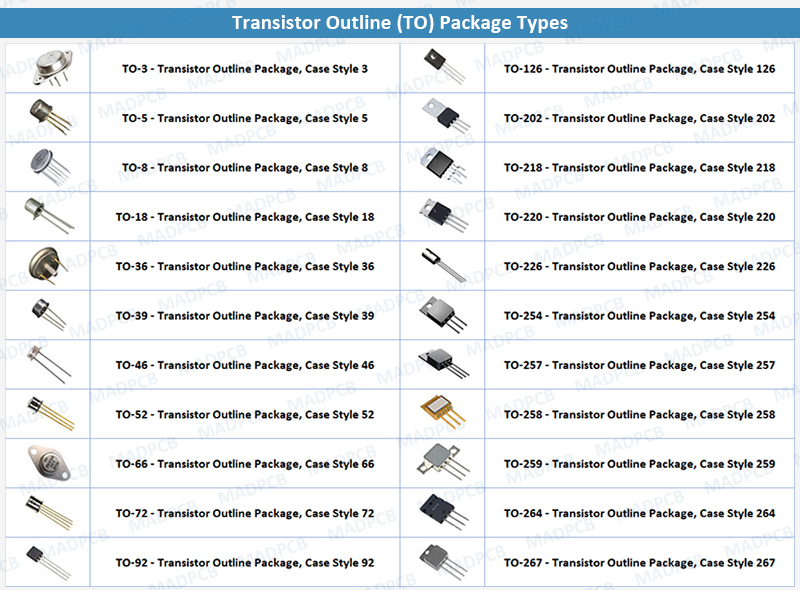 Transistor Outline (TO) Package Types
TO-3 - Transistor Outline Package, Case Style 3
TO-126 - Transistor Outline Package, Case Style 126
TO-5 - Transistor Outline Package, Case Style 5
TO-202 - Transistor Outline Package, Case Style 202
TO-8 - Transistor Outline Package, Case Style 8
TO-218 - Transistor Outline Package, Case Style 218
TO-18 - Transistor Outline Package, Case Style 18
TO-220 - Transistor Outline Package, Case Style 220
TO-36 - Transistor Outline Package, Case Style 36
TO-226 - Transistor Outline Package, Case Style 226
TO-39 - Transistor Outline Package, Case Style 39
TO-254 - Transistor Outline Package, Case Style 254
TO-46 - Transistor Outline Package, Case Style 46
TO-257 - Transistor Outline Package, Case Style 257
TO-52 - Transistor Outline Package, Case Style 52
TO-258 - Transistor Outline Package, Case Style 258
TO-66 - Transistor Outline Package, Case Style 66
TO-259 - Transistor Outline Package, Case Style 259
TO-72 - Transistor Outline Package, Case Style 72
TO-264 - Transistor Outline Package, Case Style 264
TO-92 - Transistor Outline Package, Case Style 92
TO-267 - Transistor Outline Package, Case Style 267
MADPCB